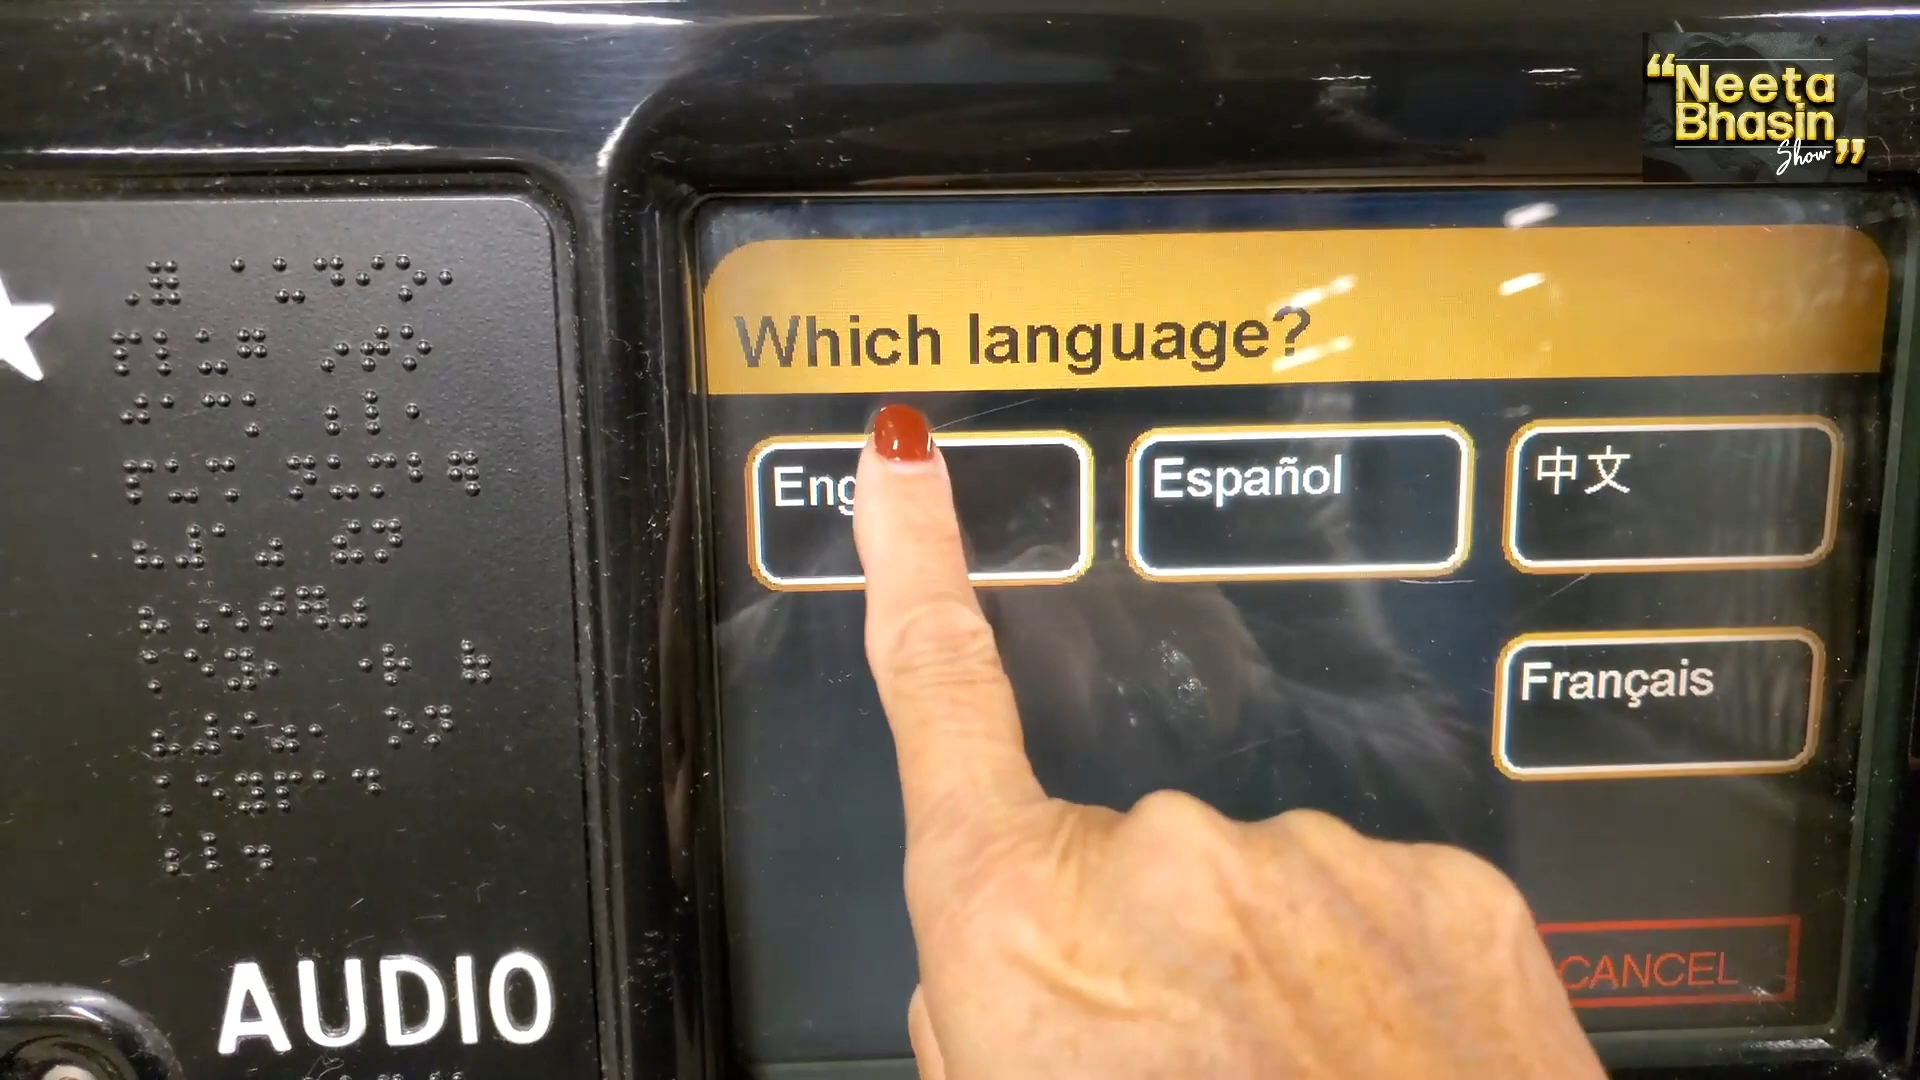 “Neeta
Bhasin
Show”
Which language?
Eng
Español
中文
Français
CANCEL
AUDIO